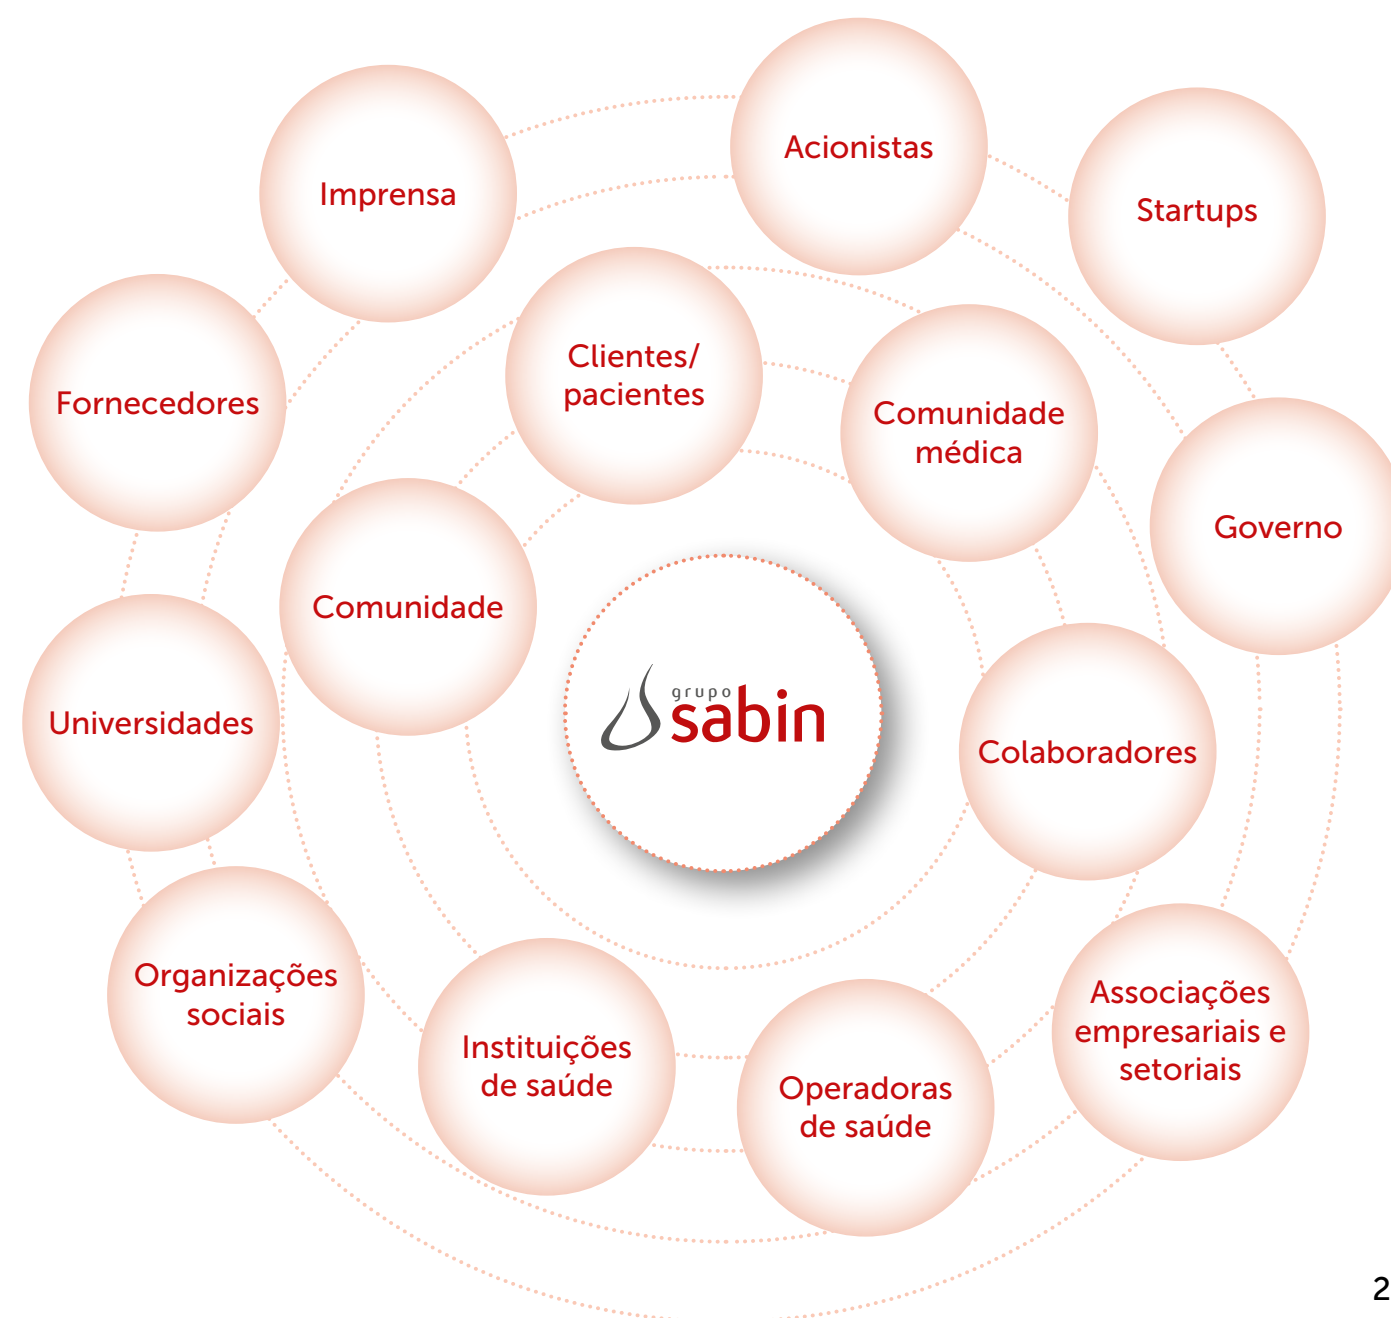 Acionistas
Imprensa
Startups
Clientes/
pacientes
Fornecedores
Comunidade
médica
Governo
Comunidade
grupo
sabin
Universidades
Colaboradores
Organizações
sociais
Associações
empresariais e
setoriais
Instituições
de saúde
Operadoras
de saúde
2